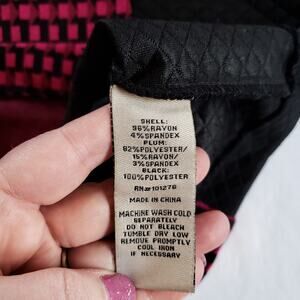 SHELL:
96%RAYON
4%SPANDEX
PLUM:
82%POLYESTER/
15%RAYON/
3%SPANDEX
BLACK:
100%POLYESTER
RN#101276
MADE IN CHINA
MACHINE WASH COLD
SEPARATELY
DO NOT BLEACH
TUMBLE DRY LOW
REMOVE PROMPTLY
COOL IRON
IF NECESSARY